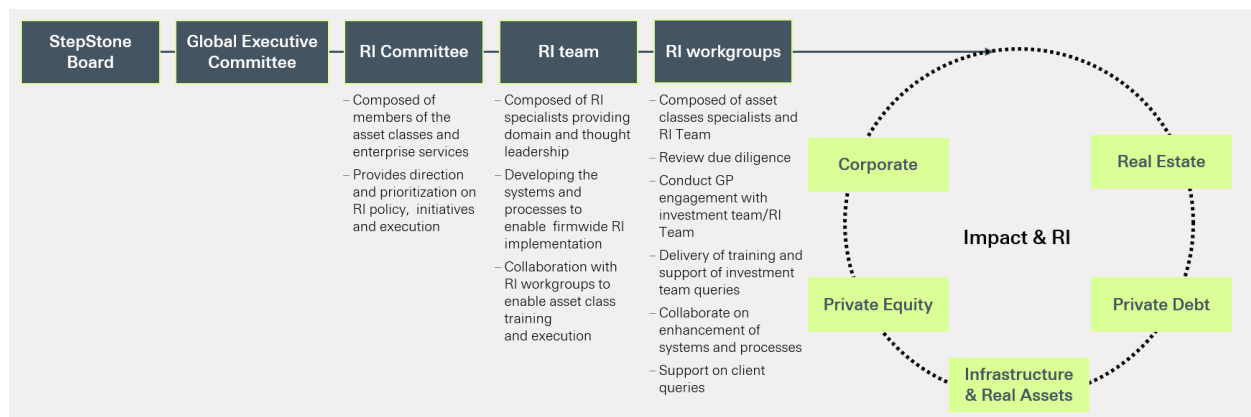 StepStone
Board
Global Executive
Committee
RI Committee
RI team
RI workgroups
– Composed of
members of the
asset classes and
enterprise services
– Provides direction
and prioritization on
RI policy, initiatives
and execution
– Composed of RI
specialists providing
domain and thought
leadership
– Developing the
systems and
processes to
enable firmwide RI
implementation
– Collaboration with
RI workgroups to
enable asset class
training
and execution
– Composed of asset
classes specialists and
RI Team
– Review due diligence
– Conduct GP
engagement with
investment team/RI
Team
– Delivery of training and
support of investment
team queries
– Collaborate on
enhancement of
systems and processes
– Support on client
queries
Corporate
Real Estate
Impact & RI
Private Equity
Private Debt
Infrastructure
& Real Assets